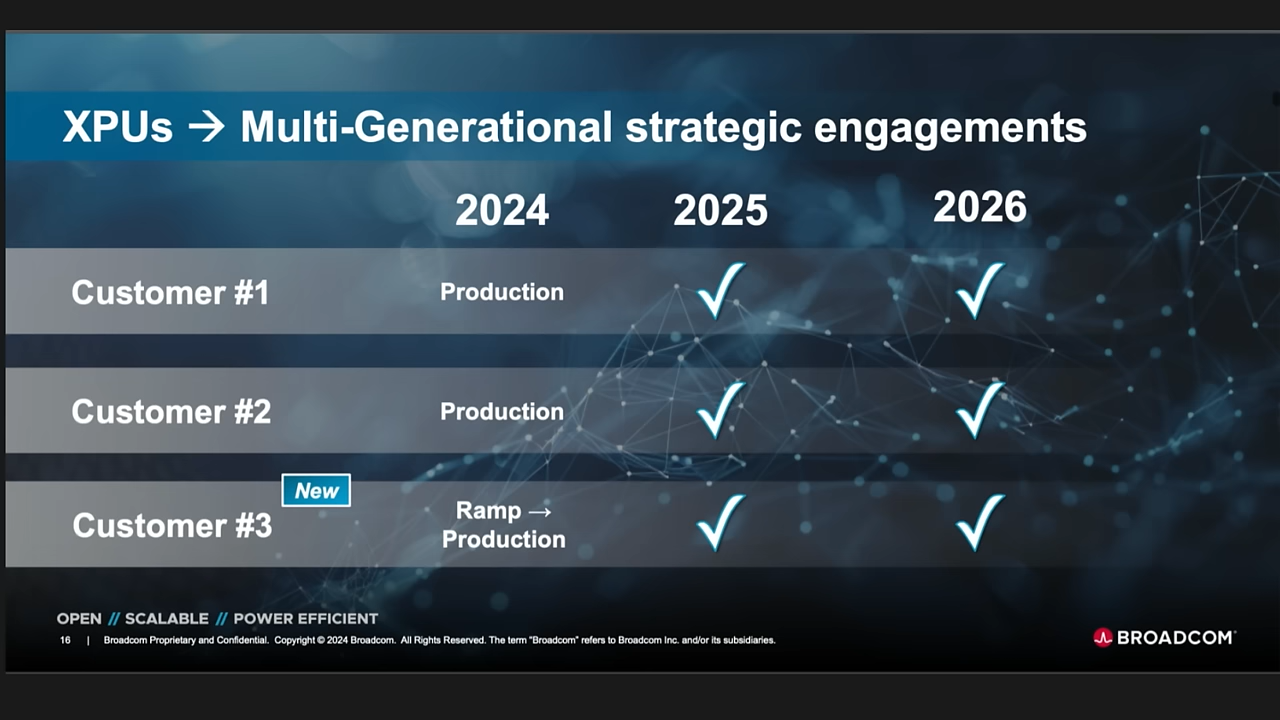 XPUs → Multi-Generational strategic engagements
2024 2025 2026
Customer #1 Production ✓ ✓
Customer #2 Production ✓ ✓
New
Customer #3 Ramp → Production ✓ ✓
OPEN // SCALABLE // POWER EFFICIENT
16 | Broadcom Proprietary and Confidential. Copyright © 2024 Broadcom. All Rights Reserved. The term "Broadcom" refers to Broadcom Inc. and/or its subsidiaries.
BROADCOM